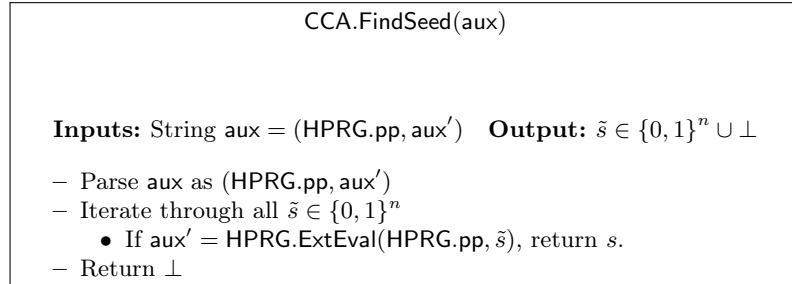 CCA.FindSeed(aux)
Inputs: String aux = (HPRG.pp, aux′) Output: s̃ ∈ {0, 1}ⁿ ∪ ⊥
– Parse aux as (HPRG.pp, aux′)
– Iterate through all s̃ ∈ {0, 1}ⁿ
• If aux′ = HPRG.ExtEval(HPRG.pp, s̃), return s.
– Return ⊥